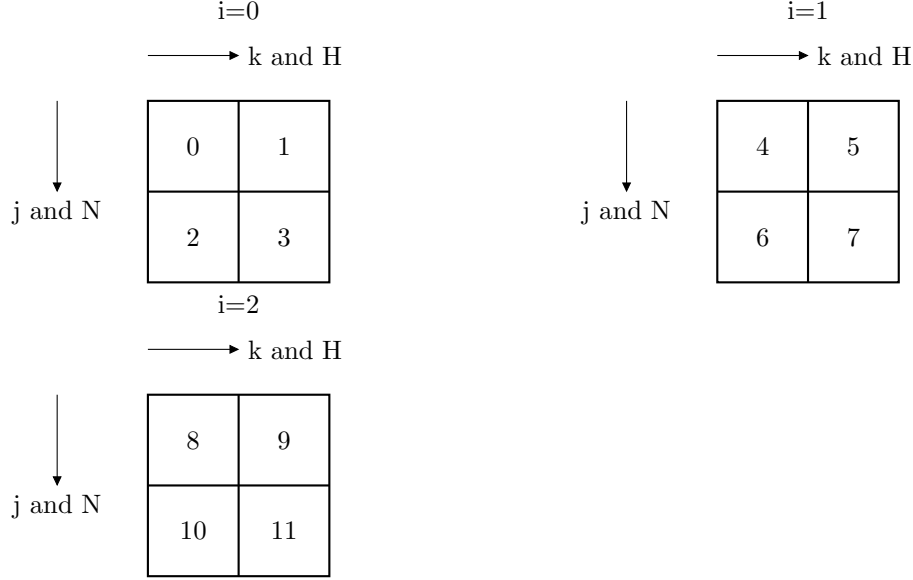 i=0
k and H
j and N
0 1
2 3
i=1
k and H
j and N
4 5
6 7
i=2
k and H
j and N
8 9
10 11